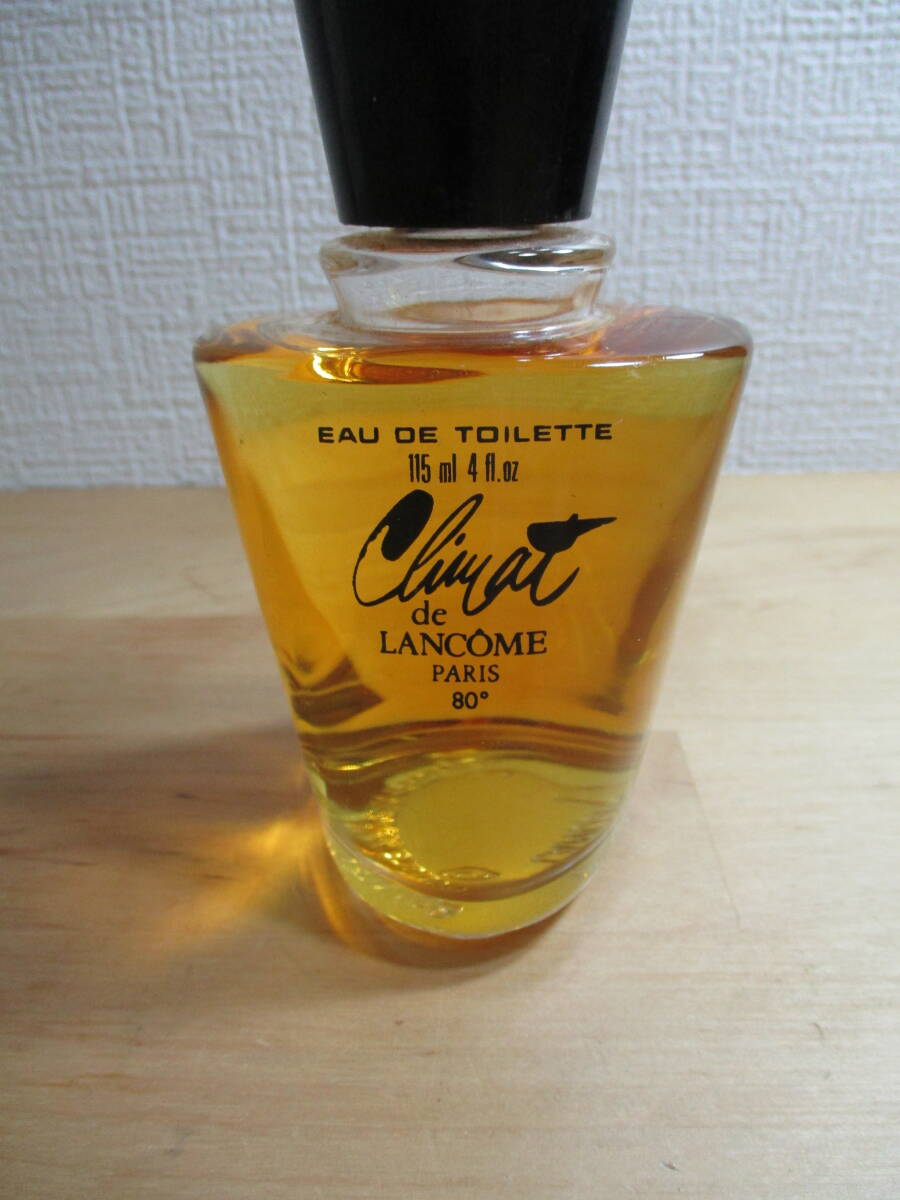 EAU DE TOILETTE
115 ml 4 fl.oz
Climat
de
LANCÔME
PARIS
80°